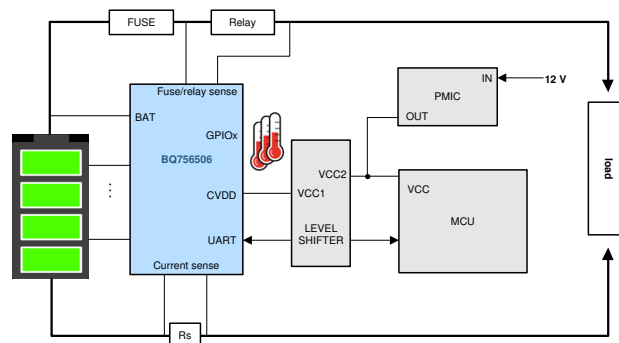 FUSE
Relay
Fuse/relay sense
BAT
GPIOx
BQ756506
CVDD
UART
Current sense
Rs
VCC2
VCC1
LEVEL
SHIFTER
IN
PMIC
OUT
12 V
VCC
MCU
load